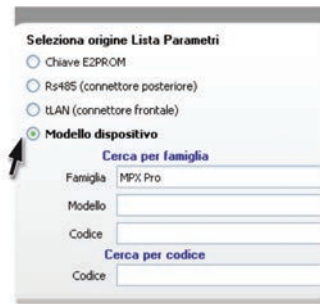 Seleziona origine Lista Parametri
Chiave E2PROM
Rs485 (connettore posteriore)
tLAN (connettore frontale)
Modello dispositivo
Cerca per famiglia
Famiglia MPX Pro
Modello
Codice
Cerca per codice
Codice